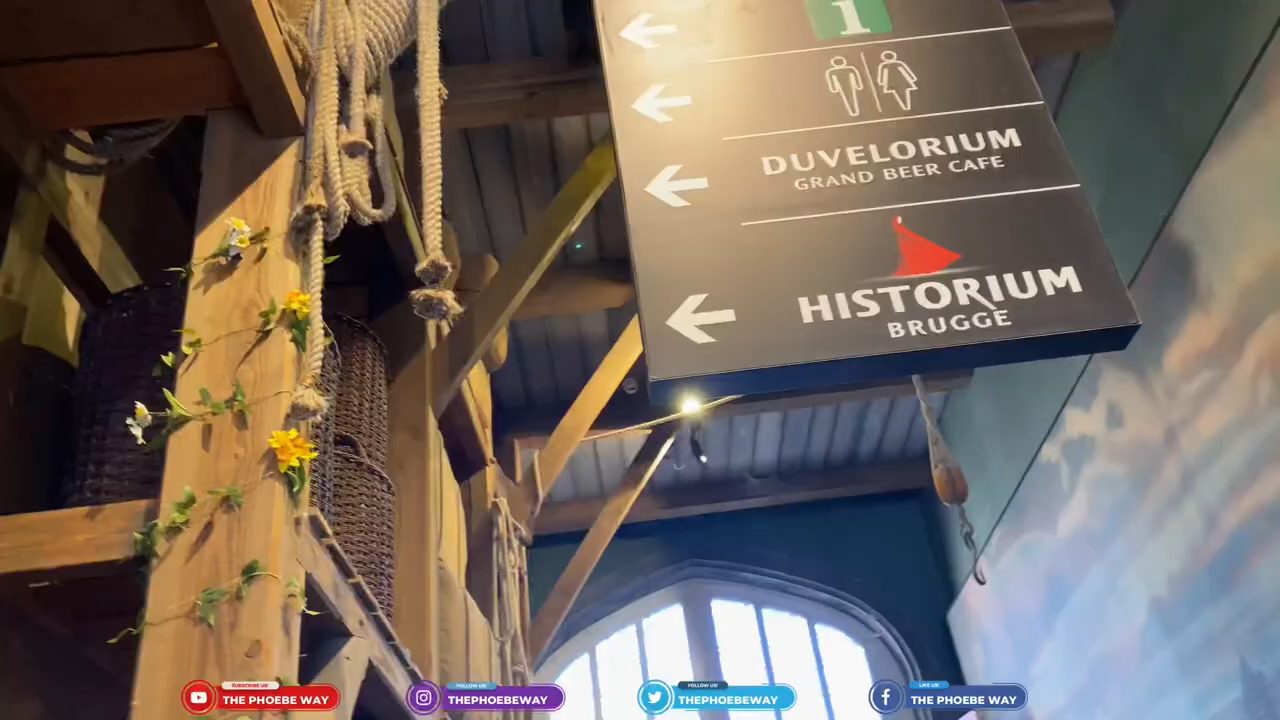 i
DUVELORIUM
GRAND BEER CAFE
HISTORIUM
BRUGGE
SUBSCRIBE US!
THE PHOEBE WAY
FOLLOW US!
THEPHOEBEWAY
FOLLOW US!
THEPHOEBEWAY
LIKE US!
THE PHOEBE WAY